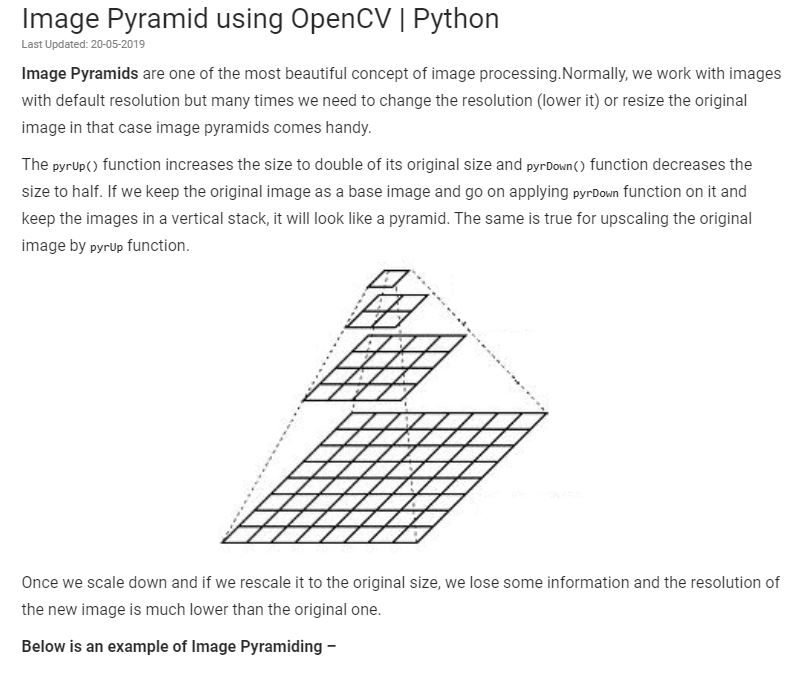 Image Pyramid using OpenCV | Python
Last Updated: 20-05-2019
Image Pyramids are one of the most beautiful concept of image processing.Normally, we work with images
with default resolution but many times we need to change the resolution (lower it) or resize the original
image in that case image pyramids comes handy.
The pyrUp() function increases the size to double of its original size and pyrDown() function decreases the
size to half. If we keep the original image as a base image and go on applying pyrDown function on it and
keep the images in a vertical stack, it will look like a pyramid. The same is true for upscaling the original
image by pyrUp function.
Once we scale down and if we rescale it to the original size, we lose some information and the resolution of
the new image is much lower than the original one.
Below is an example of Image Pyramiding –